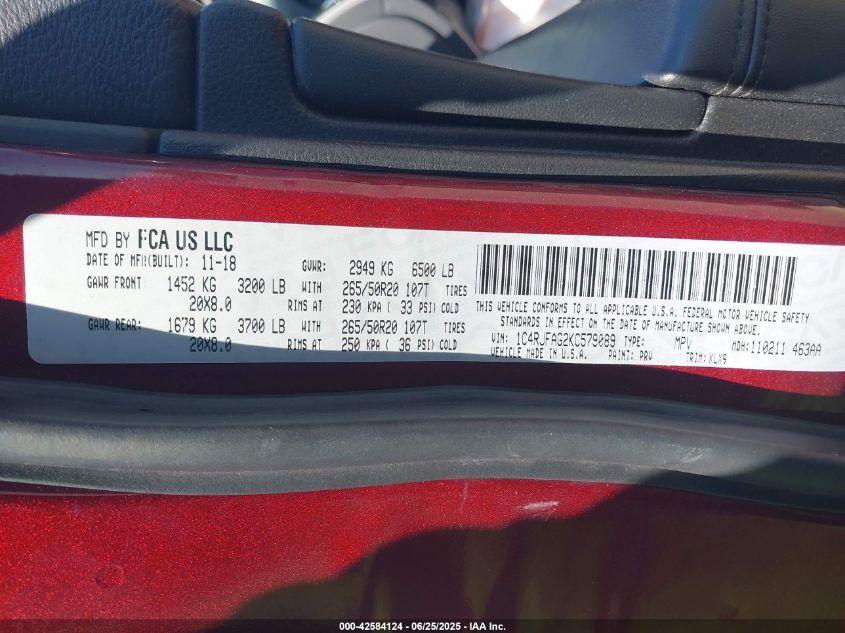 MFD BY FCA US LLC
DATE OF MFR(BUILT): 11-18 GVWR: 2949 KG 6500 LB
GAWR FRONT: 1452 KG 3200 LB WITH 265/50R20 107T TIRES
20X8.0 RIMS AT 230 KPA ( 33 PSI) COLD
GAWR REAR: 1679 KG 3700 LB WITH 265/50R20 107T TIRES
20X8.0 RIMS AT 250 KPA ( 36 PSI) COLD
THIS VEHICLE CONFORMS TO ALL APPLICABLE U.S.A. FEDERAL MOTOR VEHICLE SAFETY
STANDARDS IN EFFECT ON THE DATE OF MANUFACTURE SHOWN ABOVE.
VIN: 1C4RJFAG2KC579089 TYPE: MPV MDH: 110211 463AA
VEHICLE MADE IN U.S.A. PAINT: PRV TRIM: KLX9
000-42584124 | 06/25/2025 - IAA Inc.